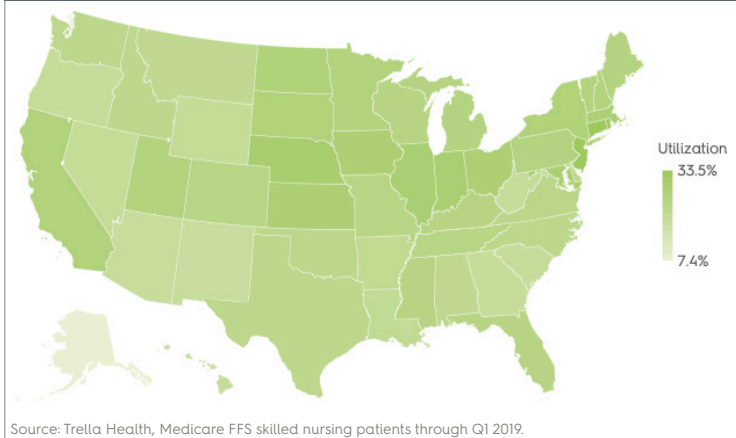 Utilization
33.5%
7.4%
Source: Trella Health, Medicare FFS skilled nursing patients through Q1 2019.